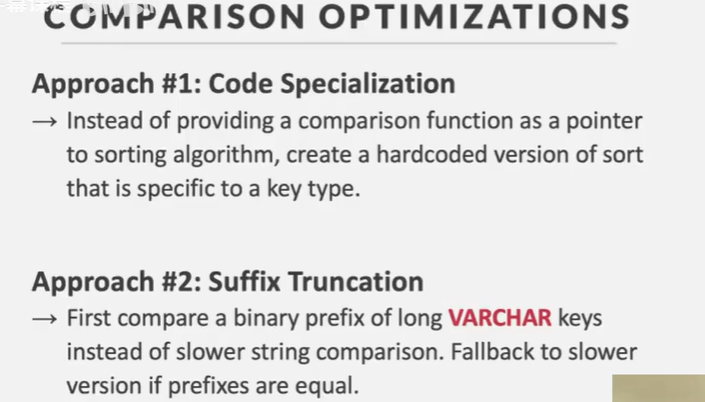 COMPARISON OPTIMIZATIONS
Approach #1: Code Specialization
→ Instead of providing a comparison function as a pointer
to sorting algorithm, create a hardcoded version of sort
that is specific to a key type.
Approach #2: Suffix Truncation
→ First compare a binary prefix of long VARCHAR keys
instead of slower string comparison. Fallback to slower
version if prefixes are equal.